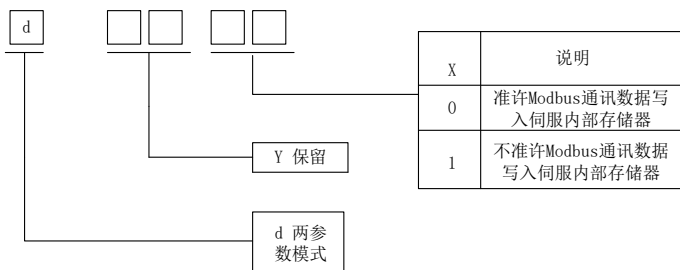 d
X
说明
0
准许Modbus通讯数据写
入伺服内部存储器
1
不准许Modbus通讯数据
写入伺服内部存储器
Y 保留
d 两参
数模式